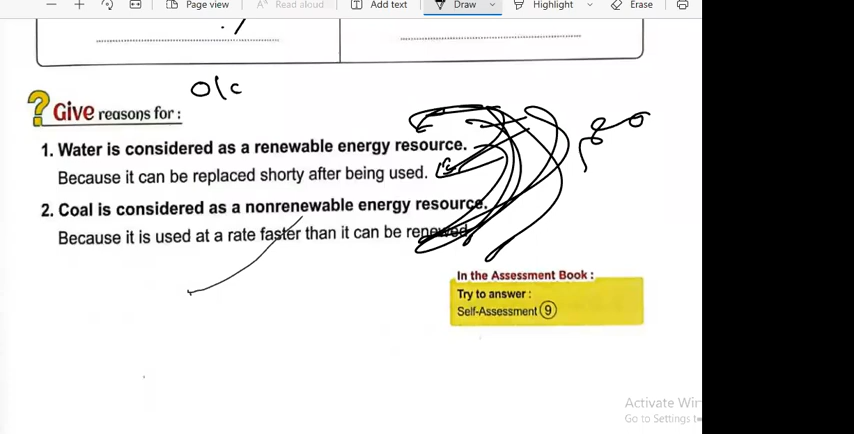 Page view
Read aloud
Add text
Draw
Highlight
Erase
? Give reasons for :
1. Water is considered as a renewable energy resource.
Because it can be replaced shorty after being used.
2. Coal is considered as a nonrenewable energy resource.
Because it is used at a rate faster than it can be renewed.
In the Assessment Book :
Try to answer :
Self-Assessment 9
Activate Win
Go to Settings t